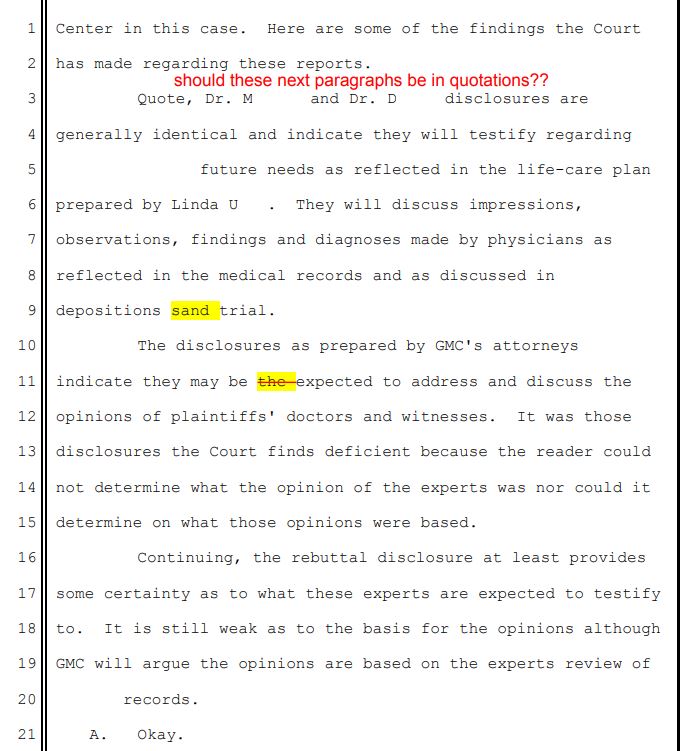 1 Center in this case. Here are some of the findings the Court
2 has made regarding these reports.
should these next paragraphs be in quotations??
3 Quote, Dr. M and Dr. D disclosures are
4 generally identical and indicate they will testify regarding
5 future needs as reflected in the life-care plan
6 prepared by Linda U . They will discuss impressions,
7 observations, findings and diagnoses made by physicians as
8 reflected in the medical records and as discussed in
9 depositions sand trial.
10 The disclosures as prepared by GMC's attorneys
11 indicate they may be the expected to address and discuss the
12 opinions of plaintiffs' doctors and witnesses. It was those
13 disclosures the Court finds deficient because the reader could
14 not determine what the opinion of the experts was nor could it
15 determine on what those opinions were based.
16 Continuing, the rebuttal disclosure at least provides
17 some certainty as to what these experts are expected to testify
18 to. It is still weak as to the basis for the opinions although
19 GMC will argue the opinions are based on the experts review of
20 records.
21 A. Okay.